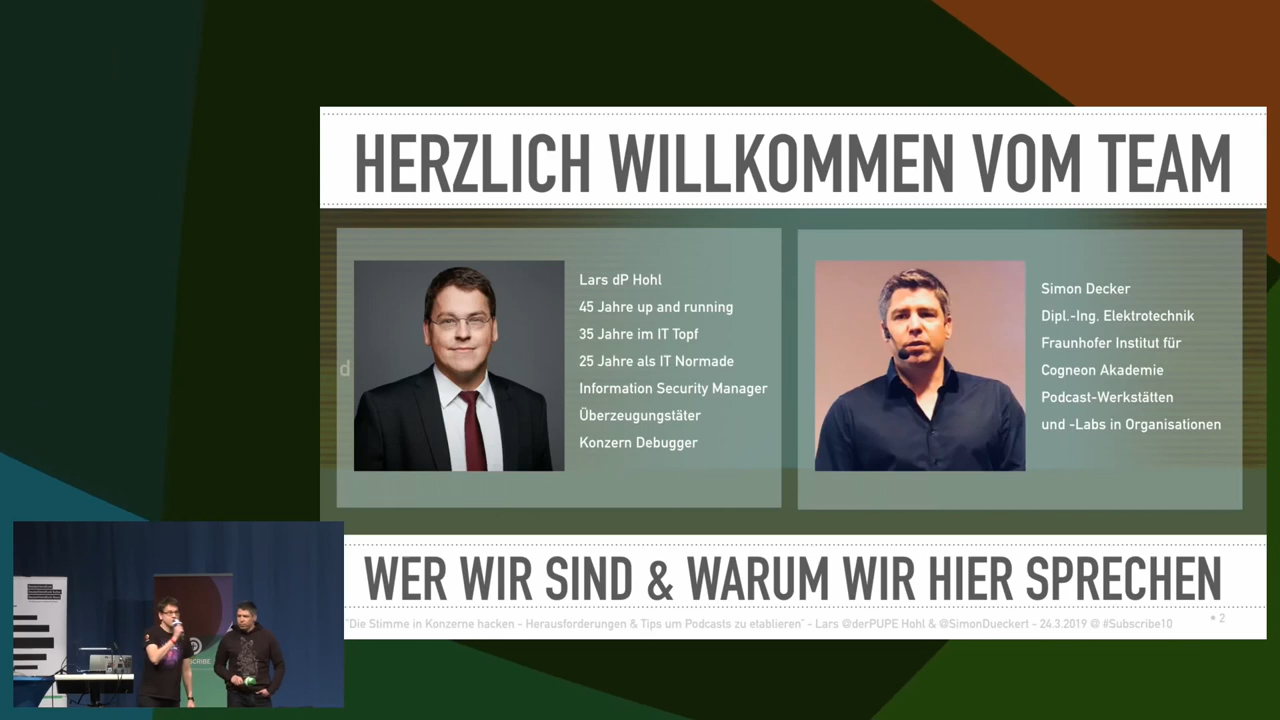 HERZLICH WILLKOMMEN VOM TEAM
d
Lars dP Hohl
45 Jahre up and running
35 Jahre im IT Topf
25 Jahre als IT Normade
Information Security Manager
Überzeugungstäter
Konzern Debugger
Simon Decker
Dipl.-Ing. Elektrotechnik
Fraunhofer Institut für
Cogneon Akademie
Podcast-Werkstätten
und -Labs in Organisationen
WER WIR SIND & WARUM WIR HIER SPRECHEN
"Die Stimme in Konzerne hacken – Herausforderungen & Tips um Podcasts zu etablieren" - Lars @derPUPE Hohl & @SimonDueckert - 24.3.2019 @ #Subscribe10
• 2